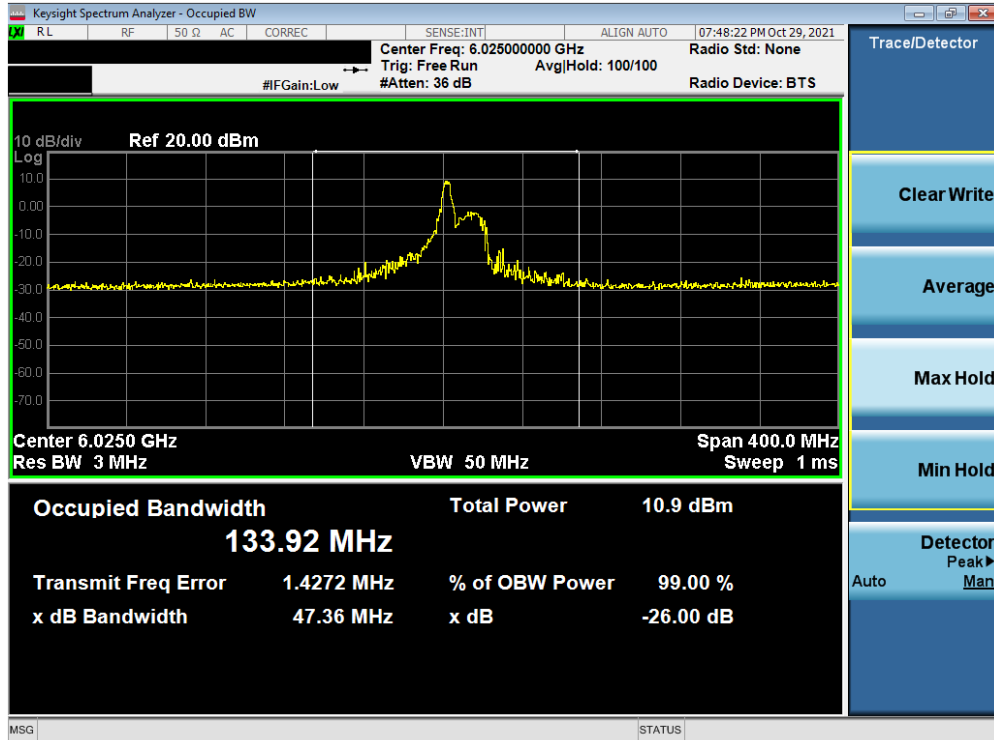 Keysight Spectrum Analyzer - Occupied BW
LXI RL RF 50 Ω AC CORREC SENSE:INT ALIGN AUTO 07:48:22 PM Oct 29, 2021
Center Freq: 6.025000000 GHz Radio Std: None
Trig: Free Run Avg|Hold: 100/100
#IFGain:Low #Atten: 36 dB Radio Device: BTS
10 dB/div Ref 20.00 dBm
Log
10.0
0.00
-10.0
-20.0
-30.0
-40.0
-50.0
-60.0
-70.0
Center 6.0250 GHz Span 400.0 MHz
Res BW 3 MHz VBW 50 MHz Sweep 1 ms
Occupied Bandwidth Total Power 10.9 dBm
133.92 MHz
Transmit Freq Error 1.4272 MHz % of OBW Power 99.00 %
x dB Bandwidth 47.36 MHz x dB -26.00 dB
MSG STATUS
Trace/Detector
Clear Write
Average
Max Hold
Min Hold
Detector
Peak▶
Auto Man